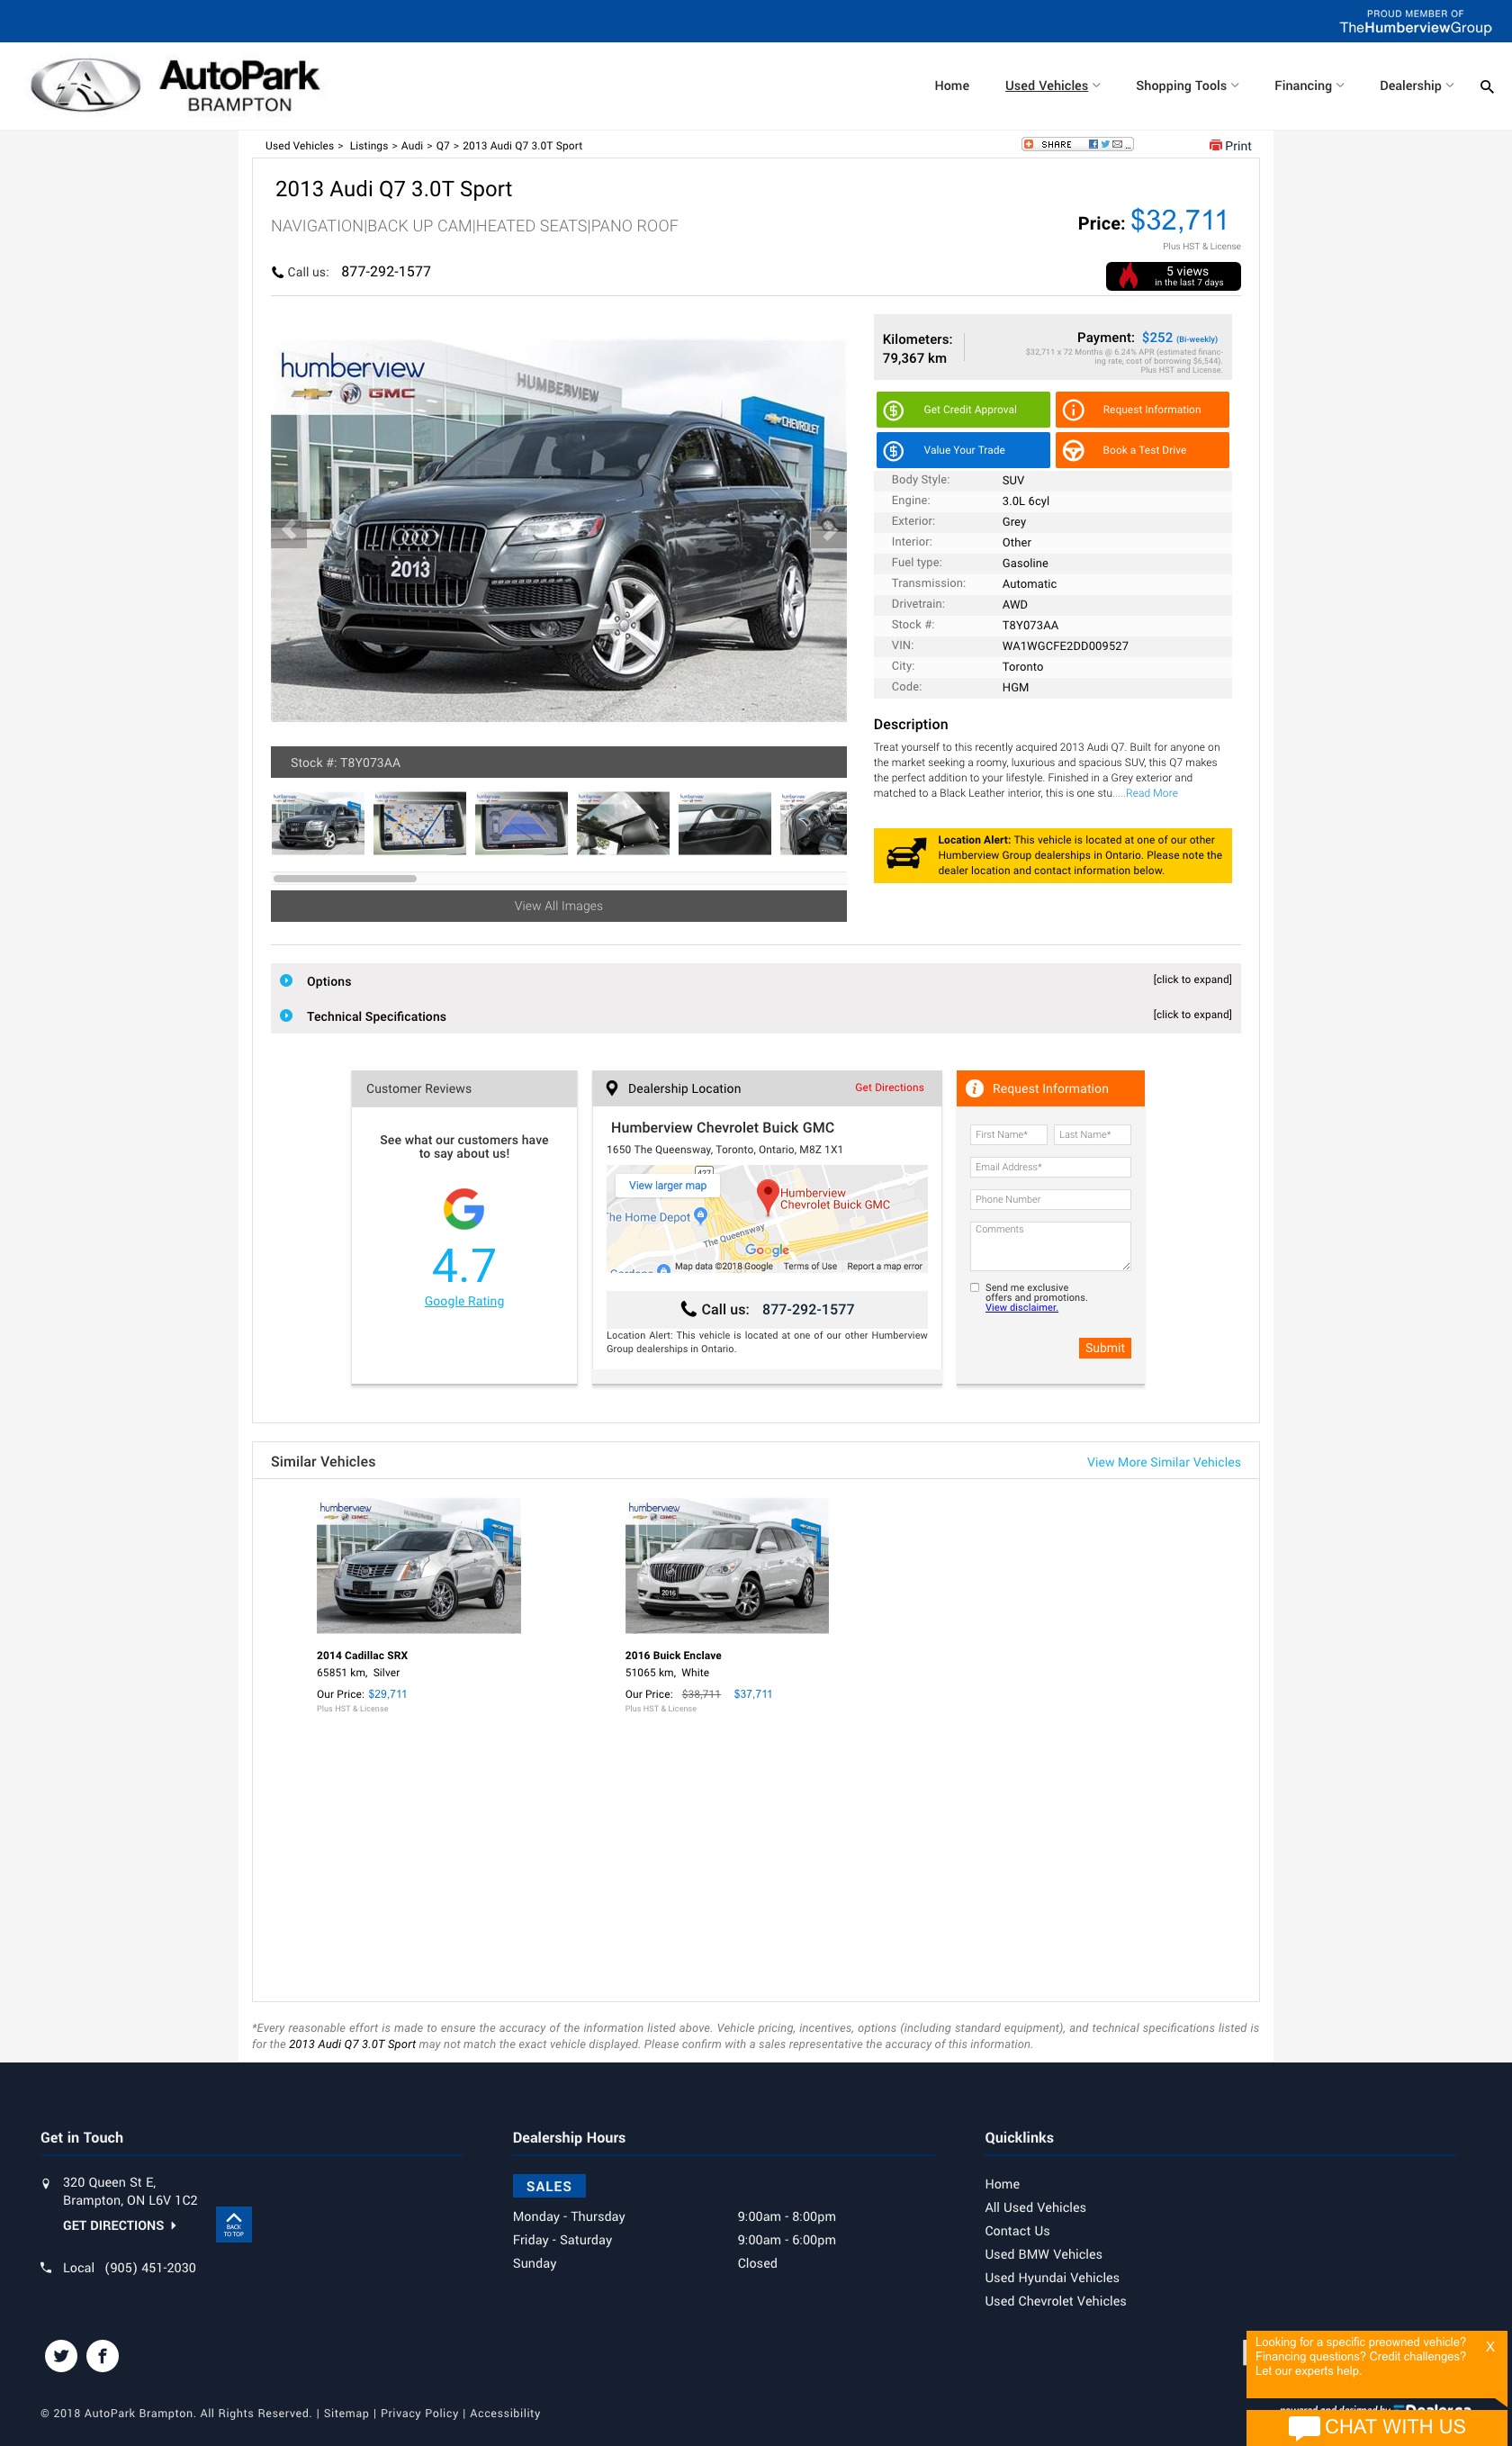 PROUD MEMBER OF
TheHumberviewGroup
AutoPark
BRAMPTON
Home
Used Vehicles
Shopping Tools
Financing
Dealership
Used Vehicles > Listings > Audi > Q7 > 2013 Audi Q7 3.0T Sport
SHARE
Print
2013 Audi Q7 3.0T Sport
NAVIGATION|BACK UP CAM|HEATED SEATS|PANO ROOF
Price: $32,711
Plus HST & License
Call us: 877-292-1577
5 views
in the last 7 days
humberview
GMC
HUMBERVIEW
CHEVROLET
2013
Stock #: T8Y073AA
View All Images
Kilometers:
79,367 km
Payment: $252 (Bi-weekly)
$32,711 x 72 Months @ 6.24% APR (estimated financ-
ing rate, cost of borrowing $6,544).
Plus HST and License.
Get Credit Approval
Request Information
Value Your Trade
Book a Test Drive
Body Style: SUV
Engine: 3.0L 6cyl
Exterior: Grey
Interior: Other
Fuel type: Gasoline
Transmission: Automatic
Drivetrain: AWD
Stock #: T8Y073AA
VIN: WA1WGCFE2DD009527
City: Toronto
Code: HGM
Description
Treat yourself to this recently acquired 2013 Audi Q7. Built for anyone on
the market seeking a roomy, luxurious and spacious SUV, this Q7 makes
the perfect addition to your lifestyle. Finished in a Grey exterior and
matched to a Black Leather interior, this is one stu.....Read More
Location Alert: This vehicle is located at one of our other
Humberview Group dealerships in Ontario. Please note the
dealer location and contact information below.
Options
[click to expand]
Technical Specifications
[click to expand]
Customer Reviews
See what our customers have
to say about us!
4.7
Google Rating
Dealership Location
Get Directions
Humberview Chevrolet Buick GMC
1650 The Queensway, Toronto, Ontario, M8Z 1X1
427
View larger map
Humberview
Chevrolet Buick GMC
The Home Depot
The Queensway
Google
Map data ©2018 Google
Terms of Use
Report a map error
Call us: 877-292-1577
Location Alert: This vehicle is located at one of our other Humberview
Group dealerships in Ontario.
Request Information
First Name*
Last Name*
Email Address*
Phone Number
Comments
Send me exclusive
offers and promotions.
View disclaimer.
Submit
Similar Vehicles
View More Similar Vehicles
humberview
GMC
humberview
GMC
2016
2014 Cadillac SRX
65851 km, Silver
Our Price: $29,711
Plus HST & License
2016 Buick Enclave
51065 km, White
Our Price: $38,711 $37,711
Plus HST & License
*Every reasonable effort is made to ensure the accuracy of the information listed above. Vehicle pricing, incentives, options (including standard equipment), and technical specifications listed is
for the 2013 Audi Q7 3.0T Sport may not match the exact vehicle displayed. Please confirm with a sales representative the accuracy of this information.
Get in Touch
320 Queen St E,
Brampton, ON L6V 1C2
GET DIRECTIONS
BACK
TO TOP
Local (905) 451-2030
Dealership Hours
SALES
Monday - Thursday 9:00am - 8:00pm
Friday - Saturday 9:00am - 6:00pm
Sunday Closed
Quicklinks
Home
All Used Vehicles
Contact Us
Used BMW Vehicles
Used Hyundai Vehicles
Used Chevrolet Vehicles
Looking for a specific preowned vehicle?
Financing questions? Credit challenges?
Let our experts help.
X
CHAT WITH US
© 2018 AutoPark Brampton. All Rights Reserved. | Sitemap | Privacy Policy | Accessibility